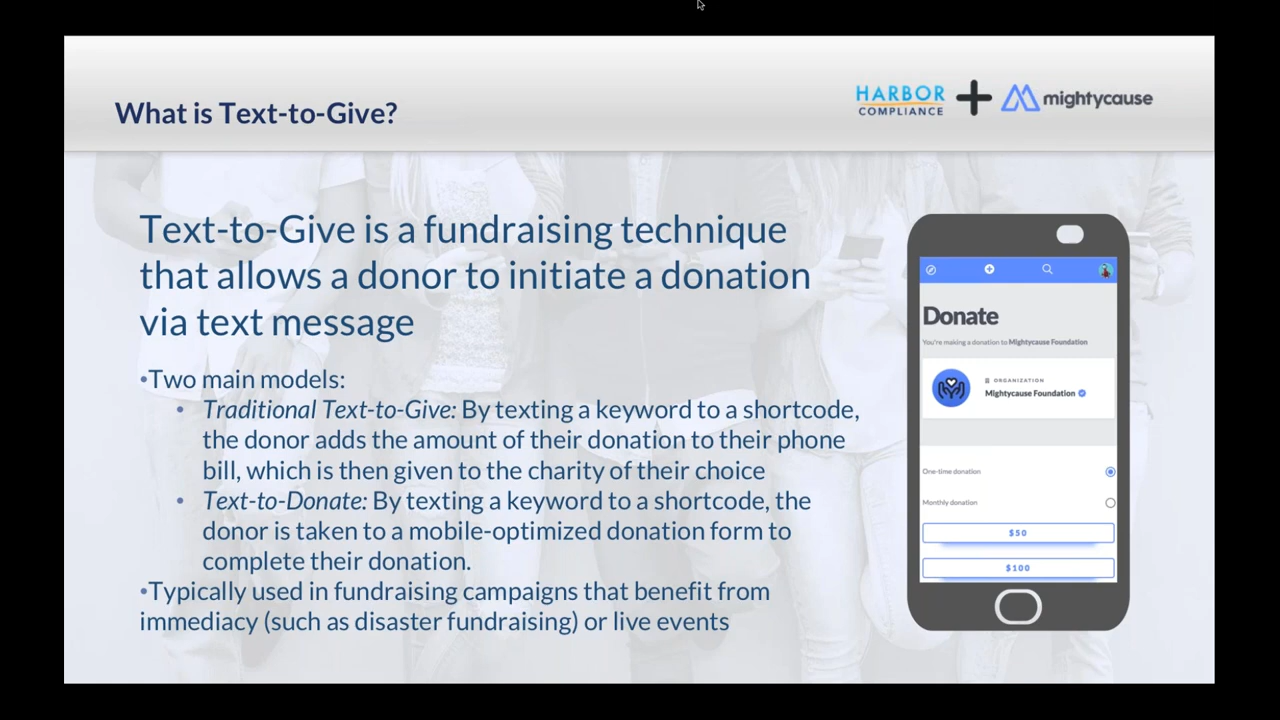 What is Text-to-Give?
HARBOR
COMPLIANCE
mightycause
Text-to-Give is a fundraising technique
that allows a donor to initiate a donation
via text message
•Two main models:
• Traditional Text-to-Give: By texting a keyword to a shortcode,
the donor adds the amount of their donation to their phone
bill, which is then given to the charity of their choice
• Text-to-Donate: By texting a keyword to a shortcode, the
donor is taken to a mobile-optimized donation form to
complete their donation.
•Typically used in fundraising campaigns that benefit from
immediacy (such as disaster fundraising) or live events
Donate
You're making a donation to Mightycause Foundation
ORGANIZATION
Mightycause Foundation
One-time donation
Monthly donation
$50
$100